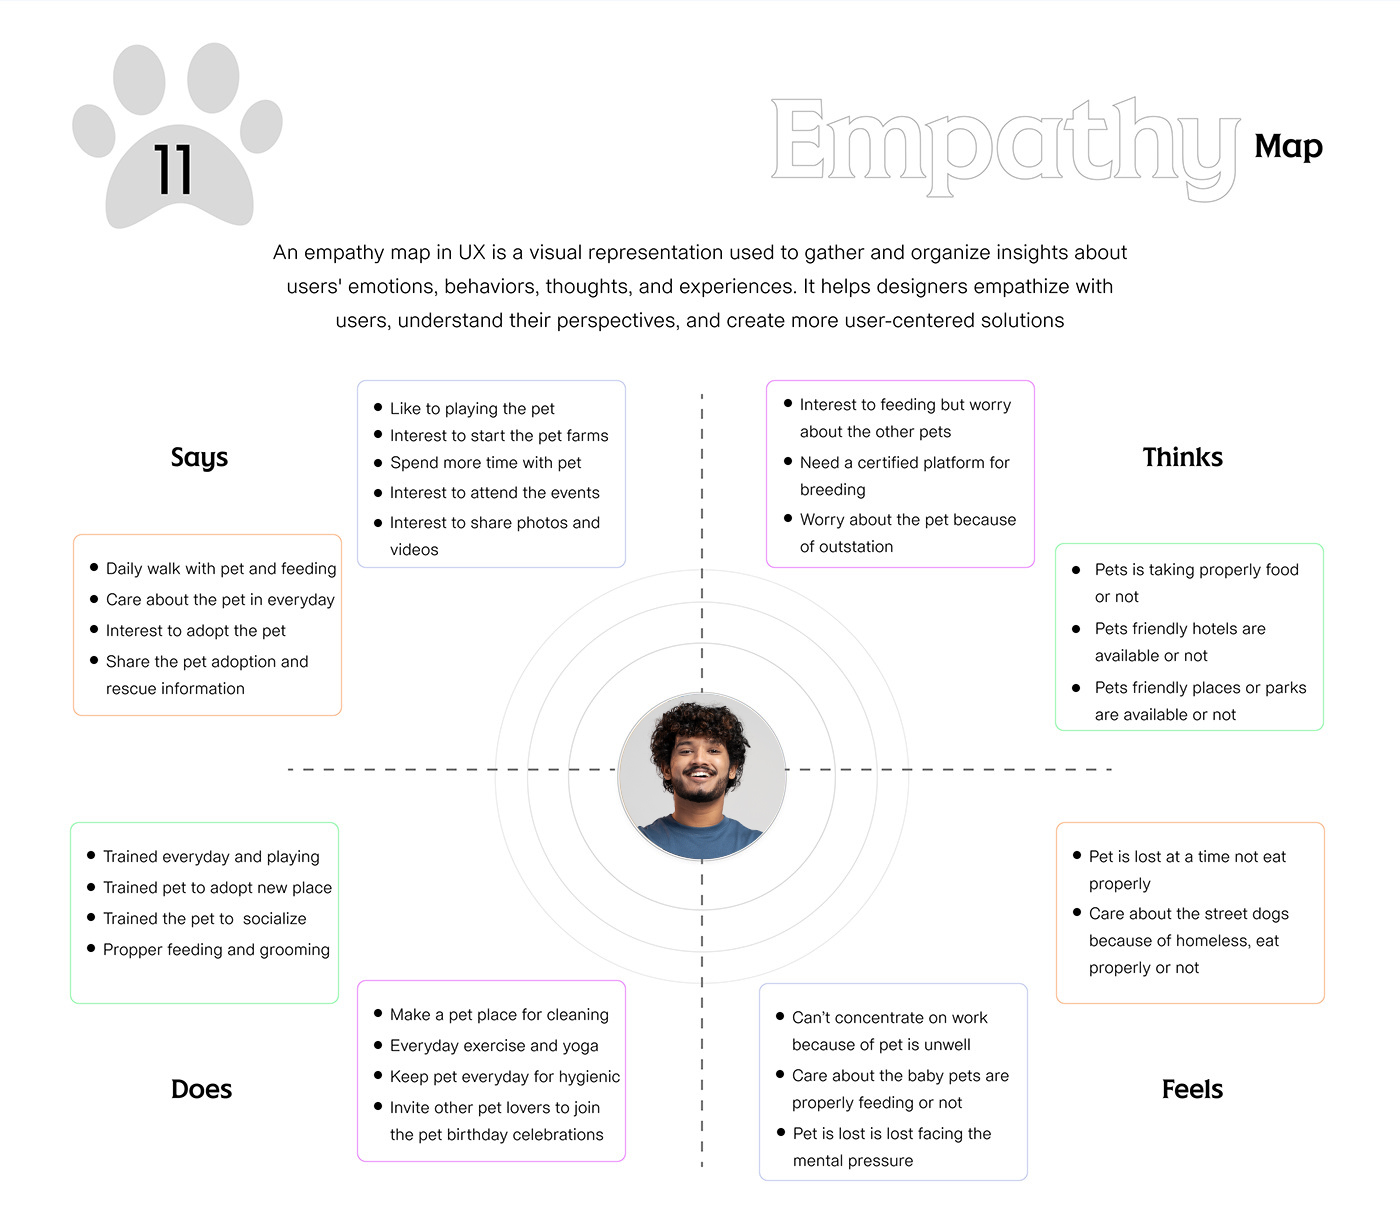 11
Empathy Map
An empathy map in UX is a visual representation used to gather and organize insights about
users' emotions, behaviors, thoughts, and experiences. It helps designers empathize with
users, understand their perspectives, and create more user-centered solutions
Says
Like to playing the pet
Interest to start the pet farms
Spend more time with pet
Interest to attend the events
Interest to share photos and
videos
Daily walk with pet and feeding
Care about the pet in everyday
Interest to adopt the pet
Share the pet adoption and
rescue information
Thinks
Interest to feeding but worry
about the other pets
Need a certified platform for
breeding
Worry about the pet because
of outstation
Pets is taking properly food
or not
Pets friendly hotels are
available or not
Pets friendly places or parks
are available or not
Does
Trained everyday and playing
Trained pet to adopt new place
Trained the pet to  socialize
Propper feeding and grooming
Make a pet place for cleaning
Everyday exercise and yoga
Keep pet everyday for hygienic
Invite other pet lovers to join
the pet birthday celebrations
Feels
Pet is lost at a time not eat
properly
Care about the street dogs
because of homeless, eat
properly or not
Can’t concentrate on work
because of pet is unwell
Care about the baby pets are
properly feeding or not
Pet is lost is lost facing the
mental pressure